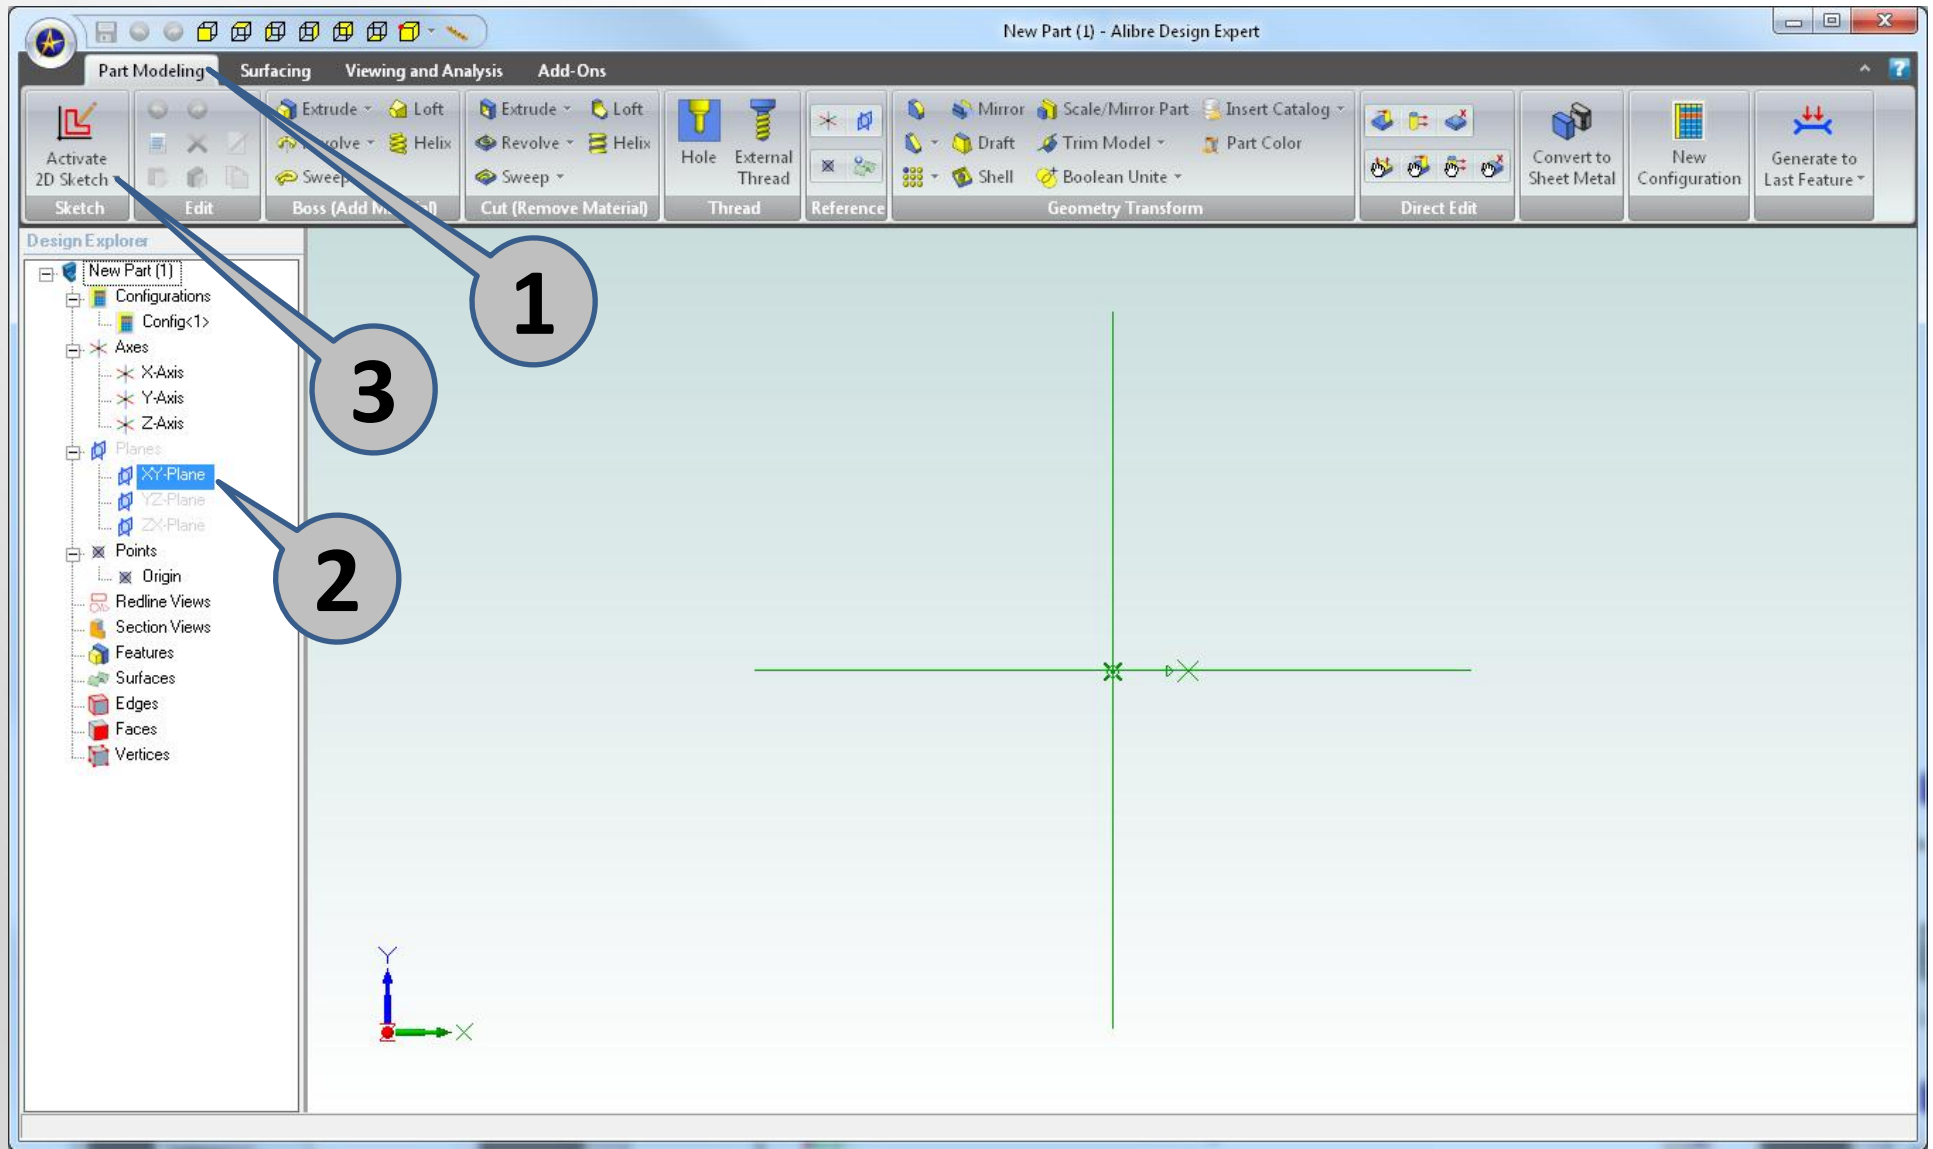 New Part (1) - Alibre Design Expert
Part Modeling Surfacing Viewing and Analysis Add-Ons
Activate
2D Sketch
Sketch
Edit
Extrude Loft
Revolve Helix
Sweep
Boss (Add Material)
Extrude Loft
Revolve Helix
Sweep
Cut (Remove Material)
Hole External
Thread
Thread
Reference
Mirror Scale/Mirror Part Insert Catalog
Draft Trim Model Part Color
Shell Boolean Unite
Geometry Transform
Direct Edit
Convert to
Sheet Metal
New
Configuration
Generate to
Last Feature
Design Explorer
New Part (1)
Configurations
Config<1>
Axes
X-Axis
Y-Axis
Z-Axis
Planes
XY-Plane
YZ-Plane
ZX-Plane
Points
Origin
Redline Views
Section Views
Features
Surfaces
Edges
Faces
Vertices
1
3
2
X
Y
X
Z